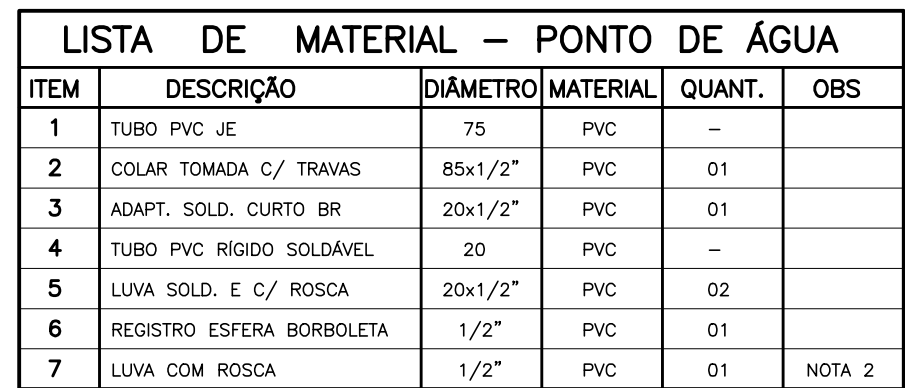 LISTA DE MATERIAL – PONTO DE ÁGUA
ITEM DESCRIÇÃO DIÂMETRO MATERIAL QUANT. OBS
1 TUBO PVC JE 75 PVC –
2 COLAR TOMADA C/ TRAVAS 85x1/2" PVC 01
3 ADAPT. SOLD. CURTO BR 20x1/2" PVC 01
4 TUBO PVC RÍGIDO SOLDÁVEL 20 PVC –
5 LUVA SOLD. E C/ ROSCA 20x1/2" PVC 02
6 REGISTRO ESFERA BORBOLETA 1/2" PVC 01
7 LUVA COM ROSCA 1/2" PVC 01 NOTA 2